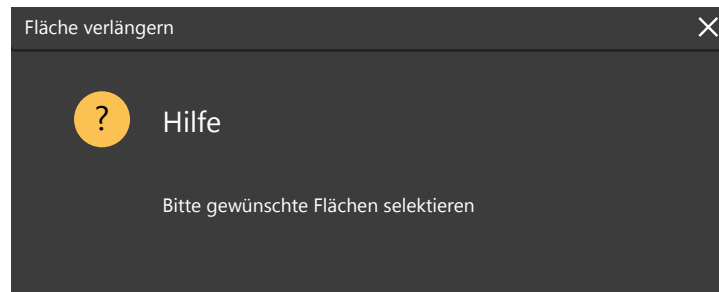 Fläche verlängern
?
Hilfe
Bitte gewünschte Flächen selektieren